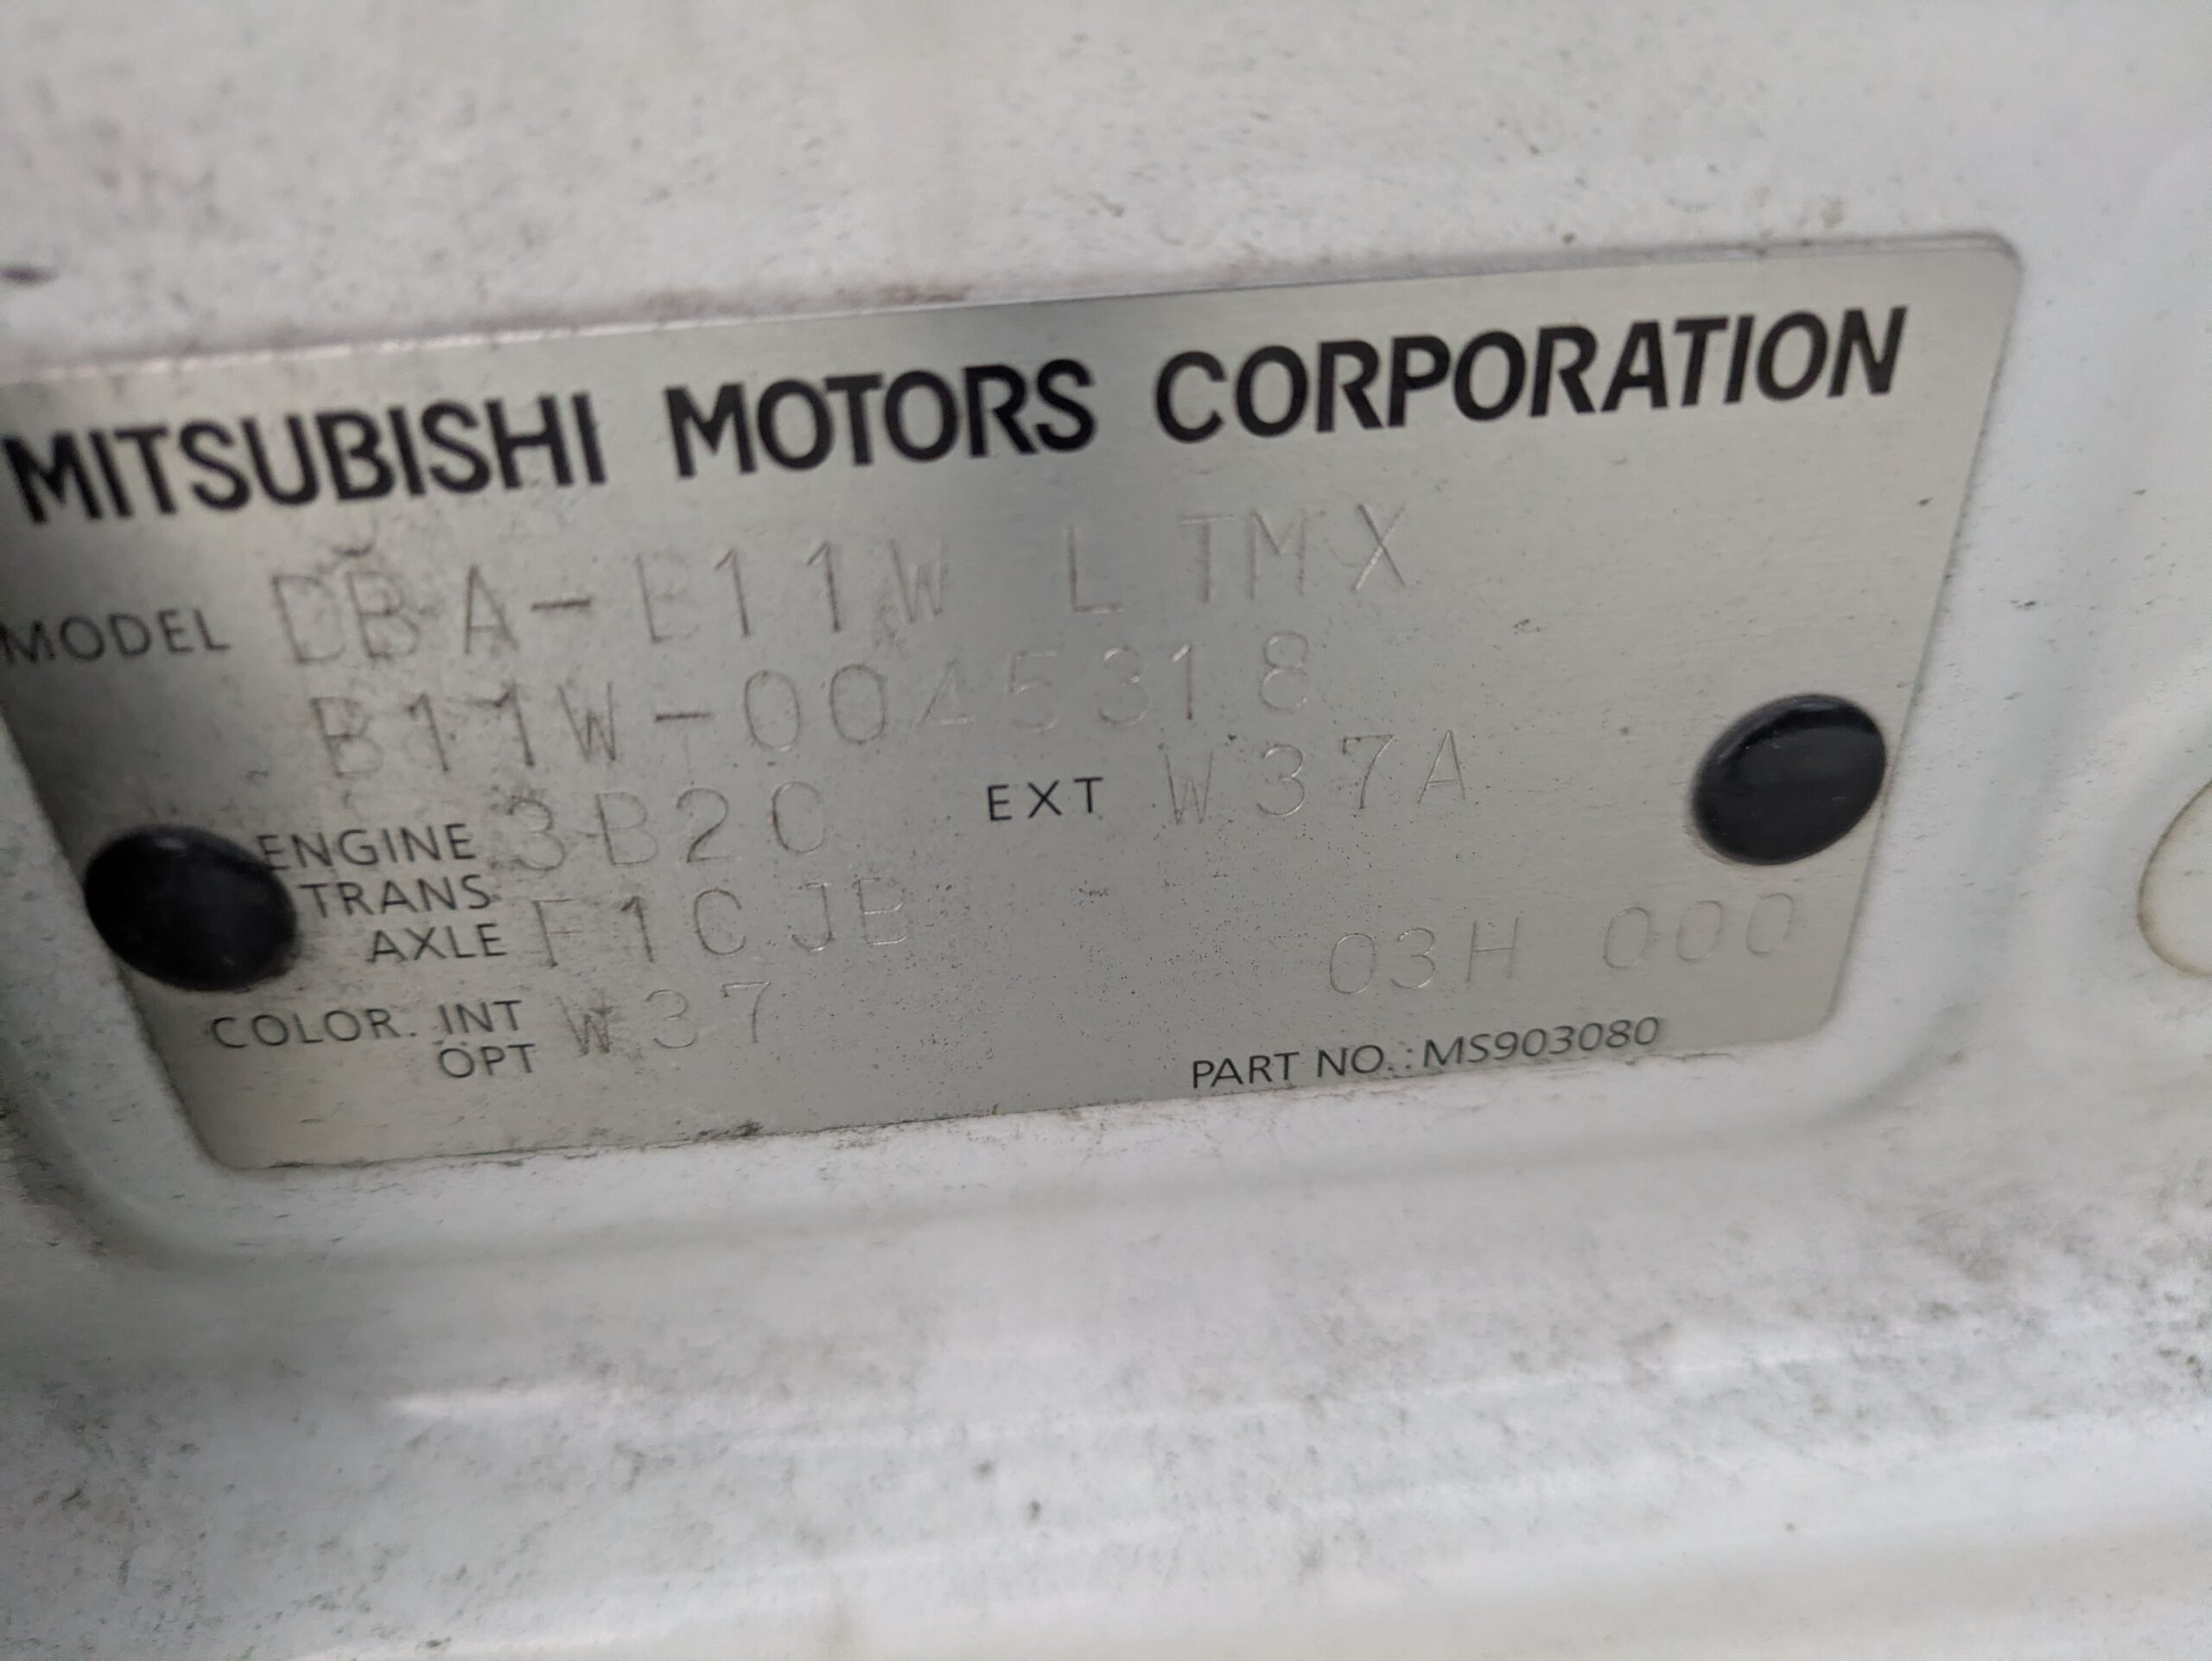 MITSUBISHI MOTORS CORPORATION
MODEL DBA-B11W LTMX
B11W-0045318
ENGINE 3B20 EXT W37A
TRANS
AXLE F1CJB
03H 000
COLOR. INT W37
OPT
PART NO.:MS903080